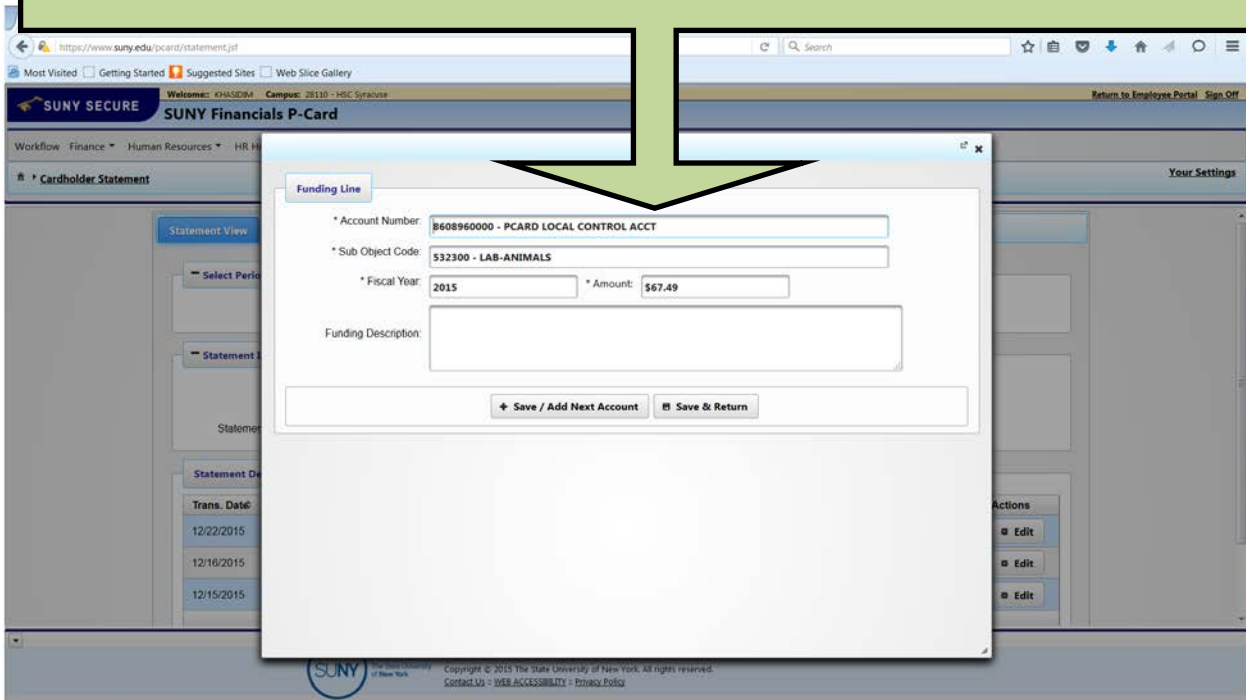 https://www.suny.edu/pcard/statement.jsf
Search
Most Visited Getting Started Suggested Sites Web Slice Gallery
SUNY SECURE
Welcome: KHASIDIM Campus: 28110 - HSC Syracuse
Return to Employee Portal Sign Off
SUNY Financials P-Card
Workflow Finance Human Resources HR
Cardholder Statement
Your Settings
Statement View
Select Perio
Statement
Statemen
Funding Line
* Account Number: 8608960000 - PCARD LOCAL CONTROL ACCT
* Sub Object Code: 532300 - LAB-ANIMALS
* Fiscal Year: 2015 * Amount: $67.49
Funding Description:
+ Save / Add Next Account Save & Return
Statement De
Trans. Date Actions
12/22/2015 Edit
12/16/2015 Edit
12/15/2015 Edit
SUNY The State University of New York
Copyright © 2015 The State University of New York. All rights reserved.
Contact Us :: WEB ACCESSIBILITY :: Privacy Policy